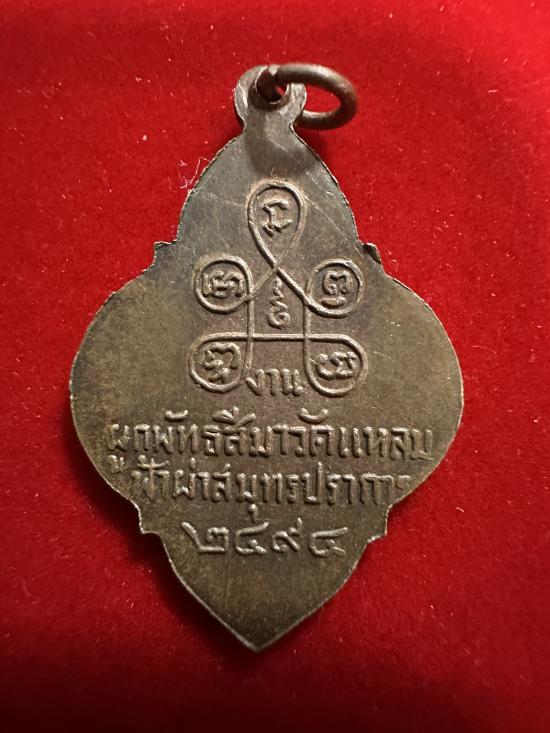 งาน
ผูกพัทธสีมาวัดแหลม
ฟ้าผ่าสมุทรปราการ
๒๔๙๔